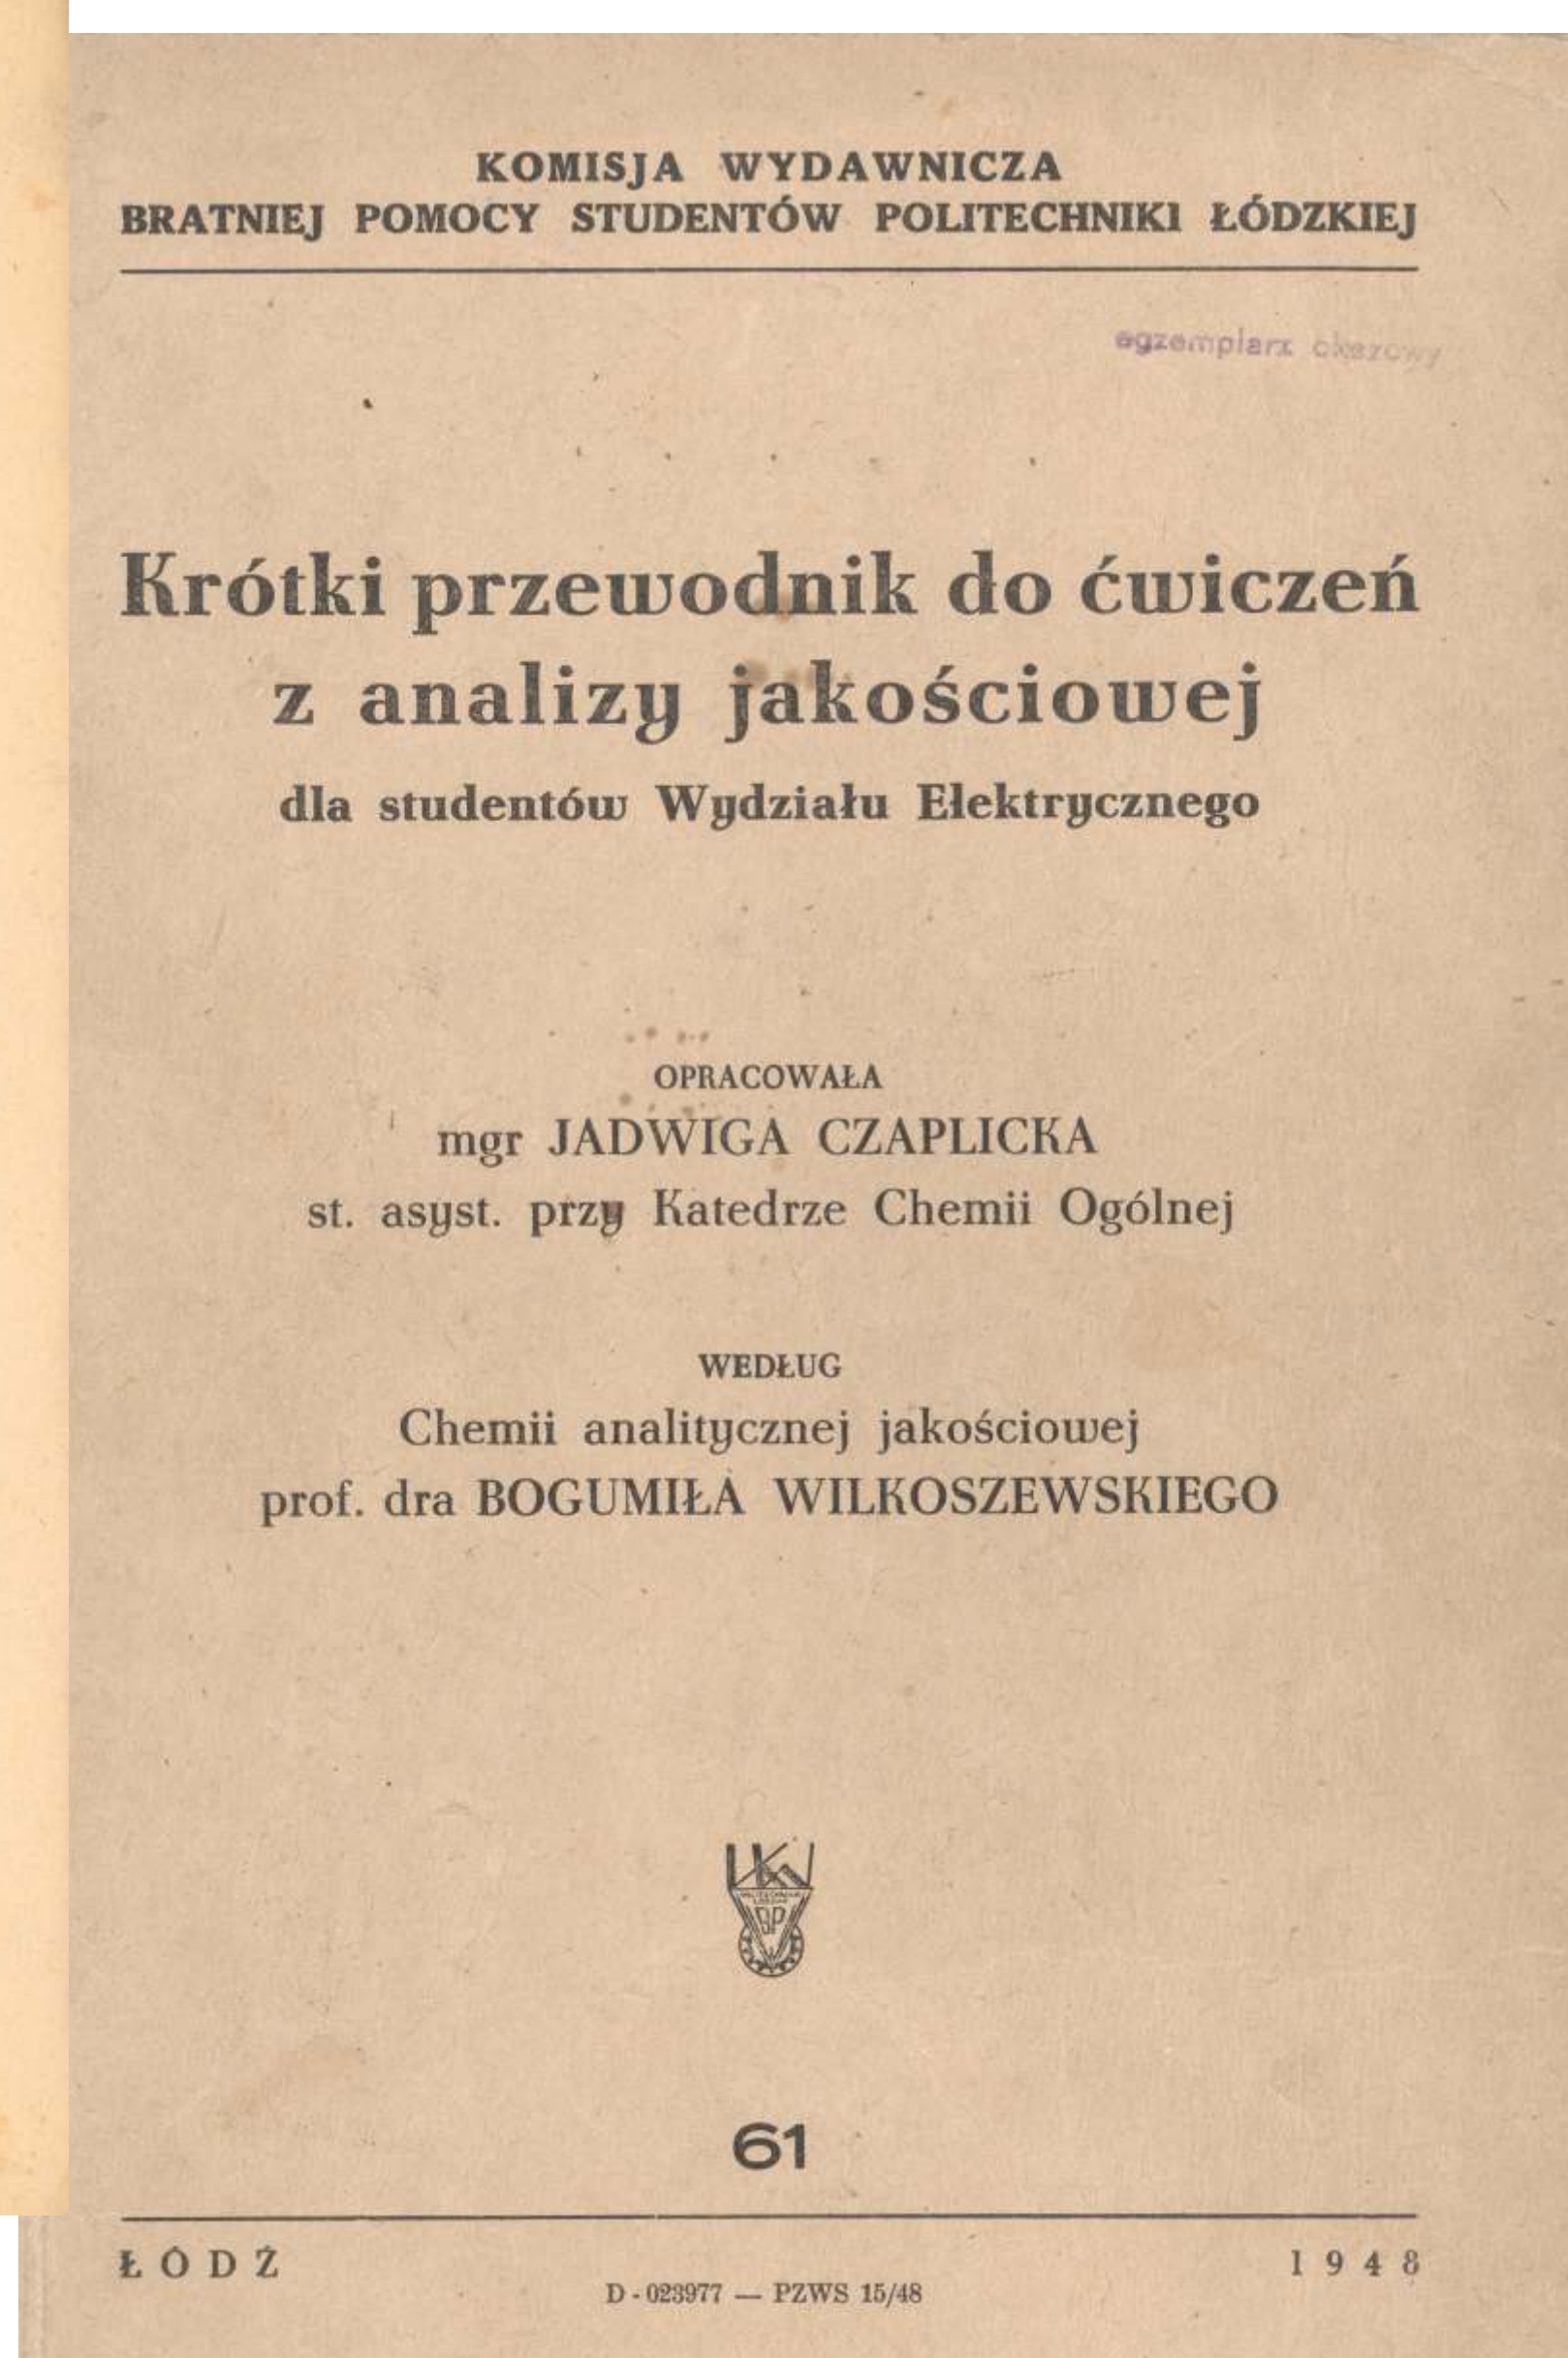 KOMISJA WYDAWNICZA
BRATNIEJ POMOCY STUDENTÓW POLITECHNIKI ŁÓDZKIEJ
egzemplarz okazowy
Krótki przewodnik do ćwiczeń
z analizy jakościowej
dla studentów Wydziału Elektrycznego
OPRACOWAŁA
mgr JADWIGA CZAPLICKA
st. asyst. przy Katedrze Chemii Ogólnej
WEDŁUG
Chemii analitycznej jakościowej
prof. dra BOGUMIŁA WILKOSZEWSKIEGO
BP
61
ŁÓDŹ 1948
D-023977 — PZWS 15/48